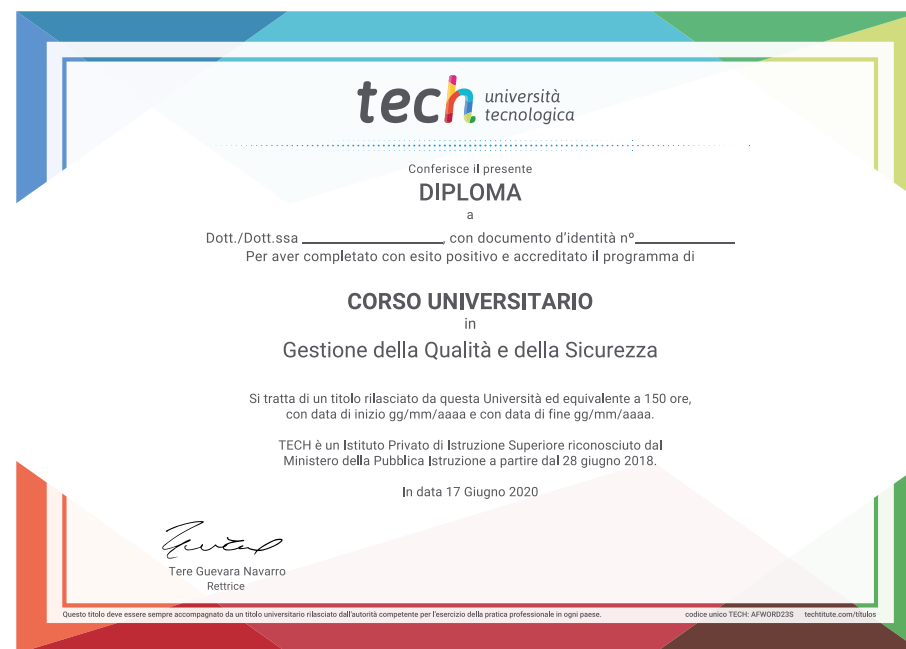 tech università
tecnologica
Conferisce il presente
DIPLOMA
a
Dott./Dott.ssa ________________, con documento d'identità nº____________
Per aver completato con esito positivo e accreditato il programma di
CORSO UNIVERSITARIO
in
Gestione della Qualità e della Sicurezza
Si tratta di un titolo rilasciato da questa Università ed equivalente a 150 ore,
con data di inizio gg/mm/aaaa e con data di fine gg/mm/aaaa.
TECH è un Istituto Privato di Istruzione Superiore riconosciuto dal
Ministero della Pubblica Istruzione a partire dal 28 giugno 2018.
In data 17 Giugno 2020
Tere Guevara Navarro
Rettrice
Questo titolo deve essere sempre accompagnato da un titolo universitario rilasciato dall'autorità competente per l'esercizio della pratica professionale in ogni paese. codice unico TECH: AFWORD23S techtitute.com/titulos